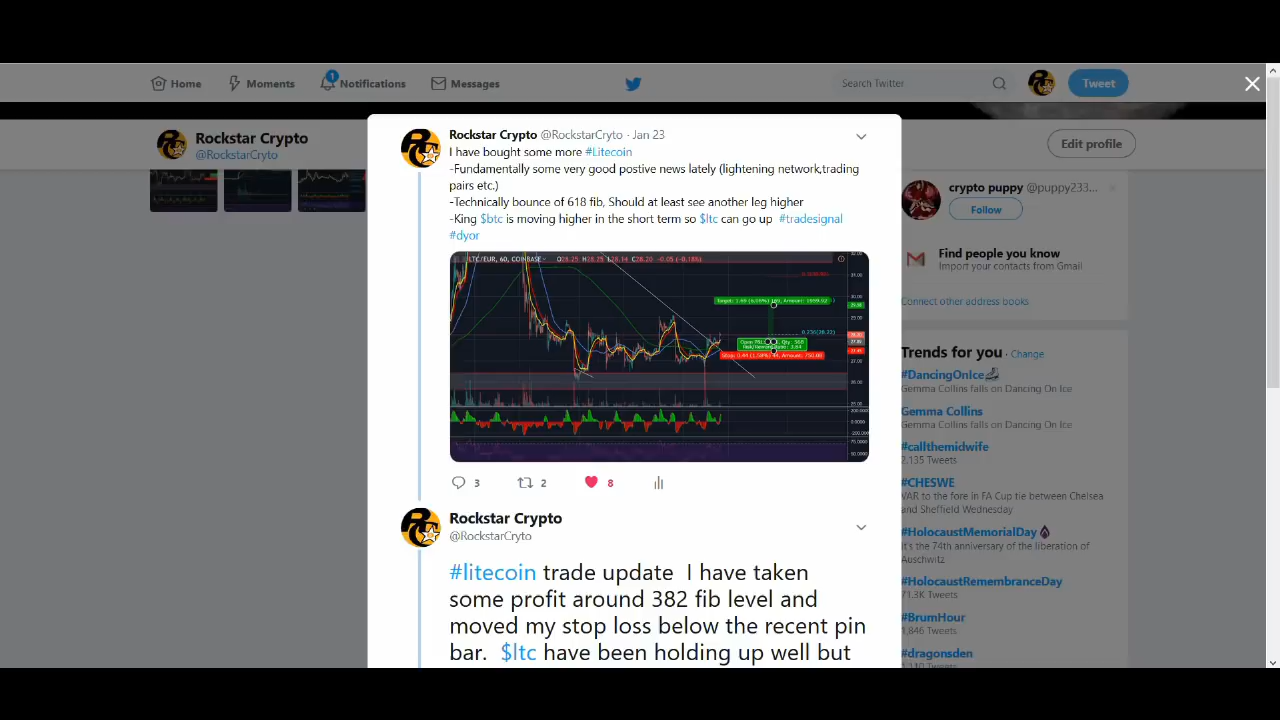 Home
Moments
1
Notifications
Messages
Search Twitter
Tweet
Rockstar Crypto
@RockstarCryto
Edit profile
Rockstar Crypto @RockstarCryto · Jan 23
I have bought some more #Litecoin
-Fundamentally some very good postive news lately (lightening network,trading
pairs etc.)
-Technically bounce of 618 fib, Should at least see another leg higher
-King $btc is moving higher in the short term so $ltc can go up #tradesignal
#dyor
LTC/EUR, 60, COINBASE
3
2
8
Rockstar Crypto
@RockstarCryto
#litecoin trade update I have taken
some profit around 382 fib level and
moved my stop loss below the recent pin
bar. $ltc have been holding up well but
crypto puppy @puppy233...
Follow
Find people you know
Import your contacts from Gmail
Connect other address books
Trends for you · Change
#DancingOnIce
Gemma Collins falls on Dancing On Ice
Gemma Collins
Gemma Collins falls on Dancing On Ice
#callthemidwife
2,135 Tweets
#CHESWE
VAR to the fore in FA Cup tie between Chelsea
and Sheffield Wednesday
#HolocaustMemorialDay
It's the 74th anniversary of the liberation of
Auschwitz
#HolocaustRemembranceDay
71.3K Tweets
#BrumHour
1,846 Tweets
#dragonsden